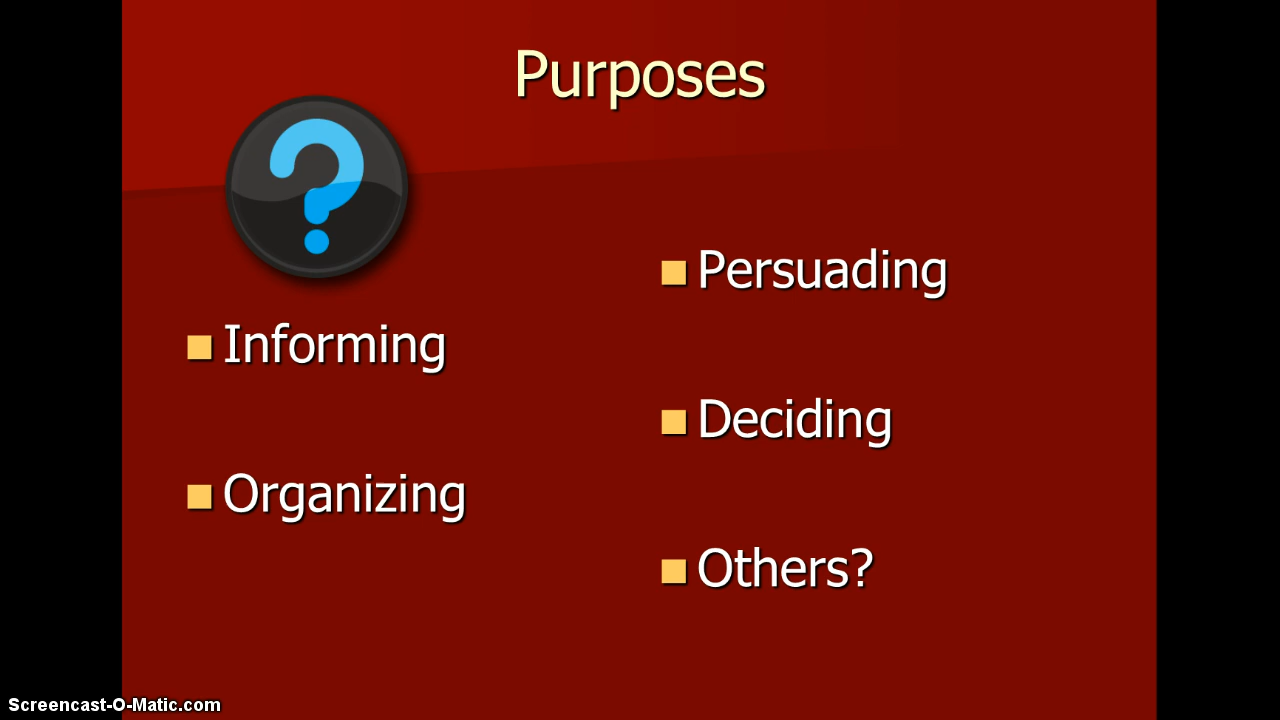 Purposes
Informing
Organizing
Persuading
Deciding
Others?
Screencast-O-Matic.com